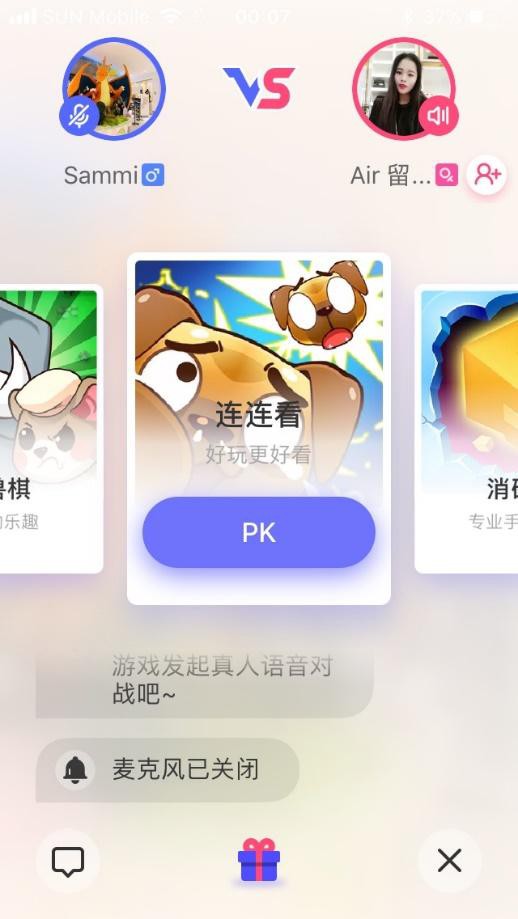 SUN Mobile 00:07 37%
VS
Sammi
Air 留...
连连看
好玩更好看
PK
兽棋
的乐趣
消
专业手
游戏发起真人语音对
战吧~
麦克风已关闭